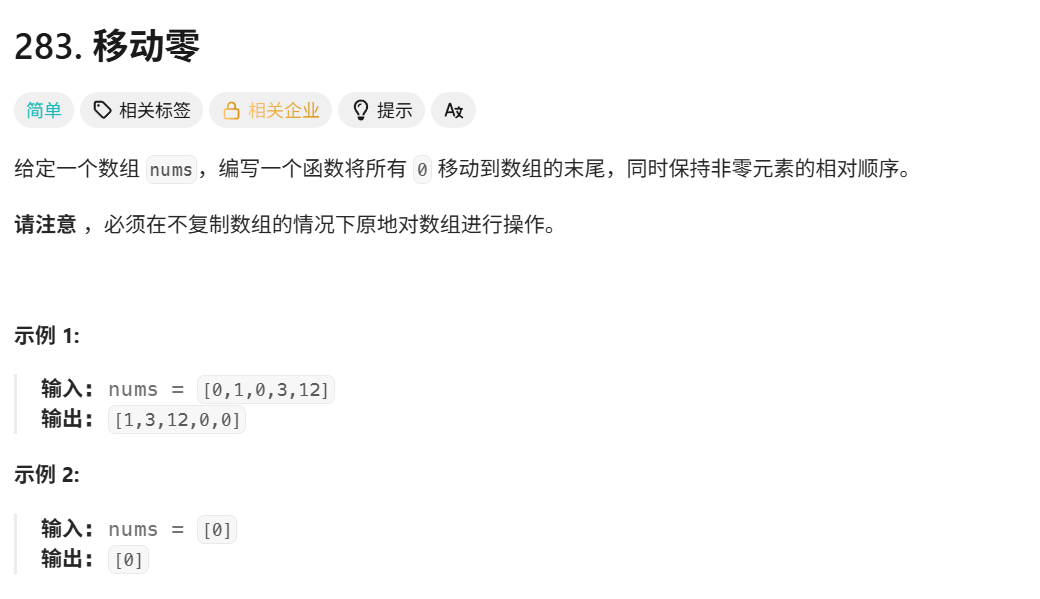 283. 移动零
简单 相关标签 相关企业 提示 A文
给定一个数组 nums，编写一个函数将所有 0 移动到数组的末尾，同时保持非零元素的相对顺序。
请注意 ，必须在不复制数组的情况下原地对数组进行操作。
示例 1:
输入: nums = [0,1,0,3,12]
输出: [1,3,12,0,0]
示例 2:
输入: nums = [0]
输出: [0]